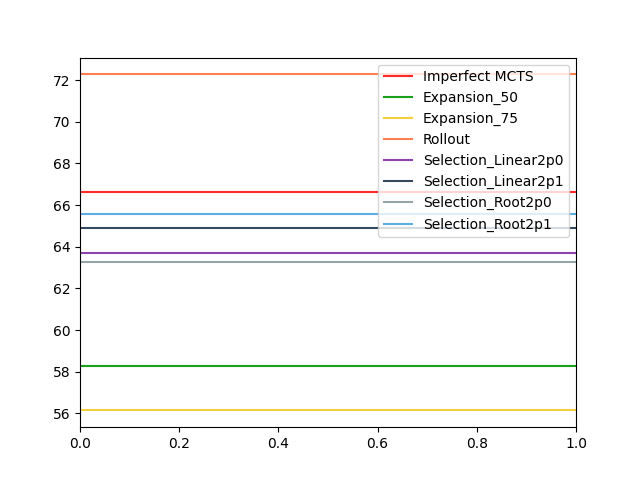 72
70
68
66
64
62
60
58
56
0.0 0.2 0.4 0.6 0.8 1.0
Imperfect MCTS
Expansion_50
Expansion_75
Rollout
Selection_Linear2p0
Selection_Linear2p1
Selection_Root2p0
Selection_Root2p1